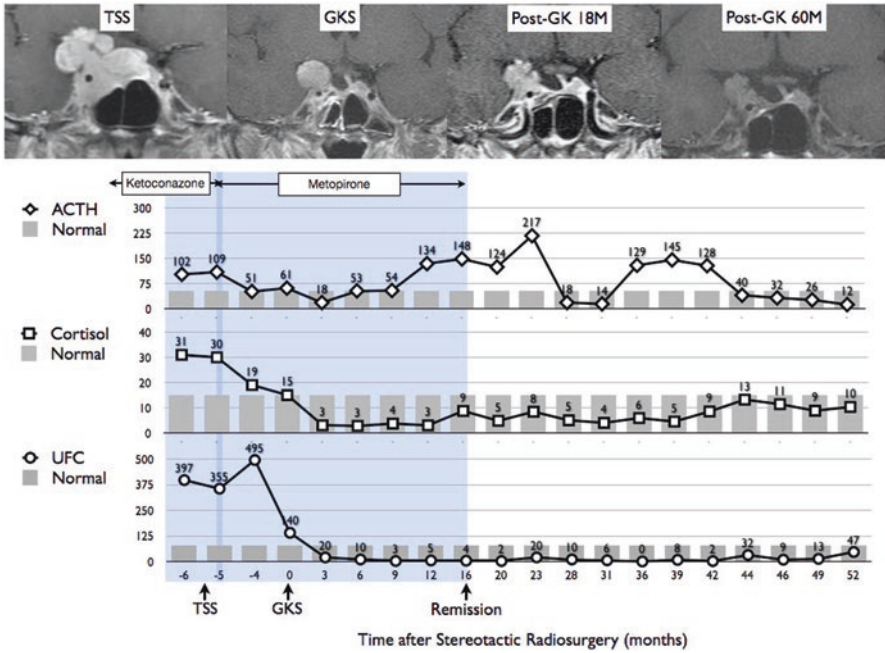 TSS GKS Post-GK 18M Post-GK 60M
Ketoconazone Metopirone
ACTH
Normal
300
225
150
75
0
102 109 51 61 18 53 54 134 148 124 217 18 14 129 145 128 40 32 26 12
Cortisol
Normal
40
30
20
10
0
31 30 19 15 3 3 4 3 9 5 8 5 4 6 5 9 13 11 9 10
UFC
Normal
500
375
250
125
0
397 355 495 140 20 10 3 5 4 2 20 10 6 0 8 2 32 9 13 47
-6 -5 -4 0 3 6 9 12 16 20 23 28 31 36 39 42 44 46 49 52
TSS GKS Remission
Time after Stereotactic Radiosurgery (months)